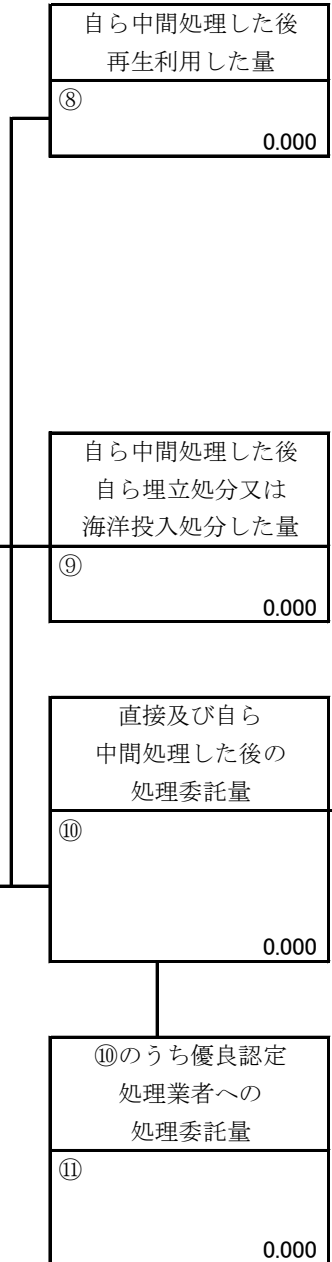 自ら中間処理した後
再生利用した量
⑧
0.000
自ら中間処理した後
自ら埋立処分又は
海洋投入処分した量
⑨
0.000
直接及び自ら
中間処理した後の
処理委託量
⑩
0.000
⑩のうち優良認定
処理業者への
処理委託量
⑪
0.000